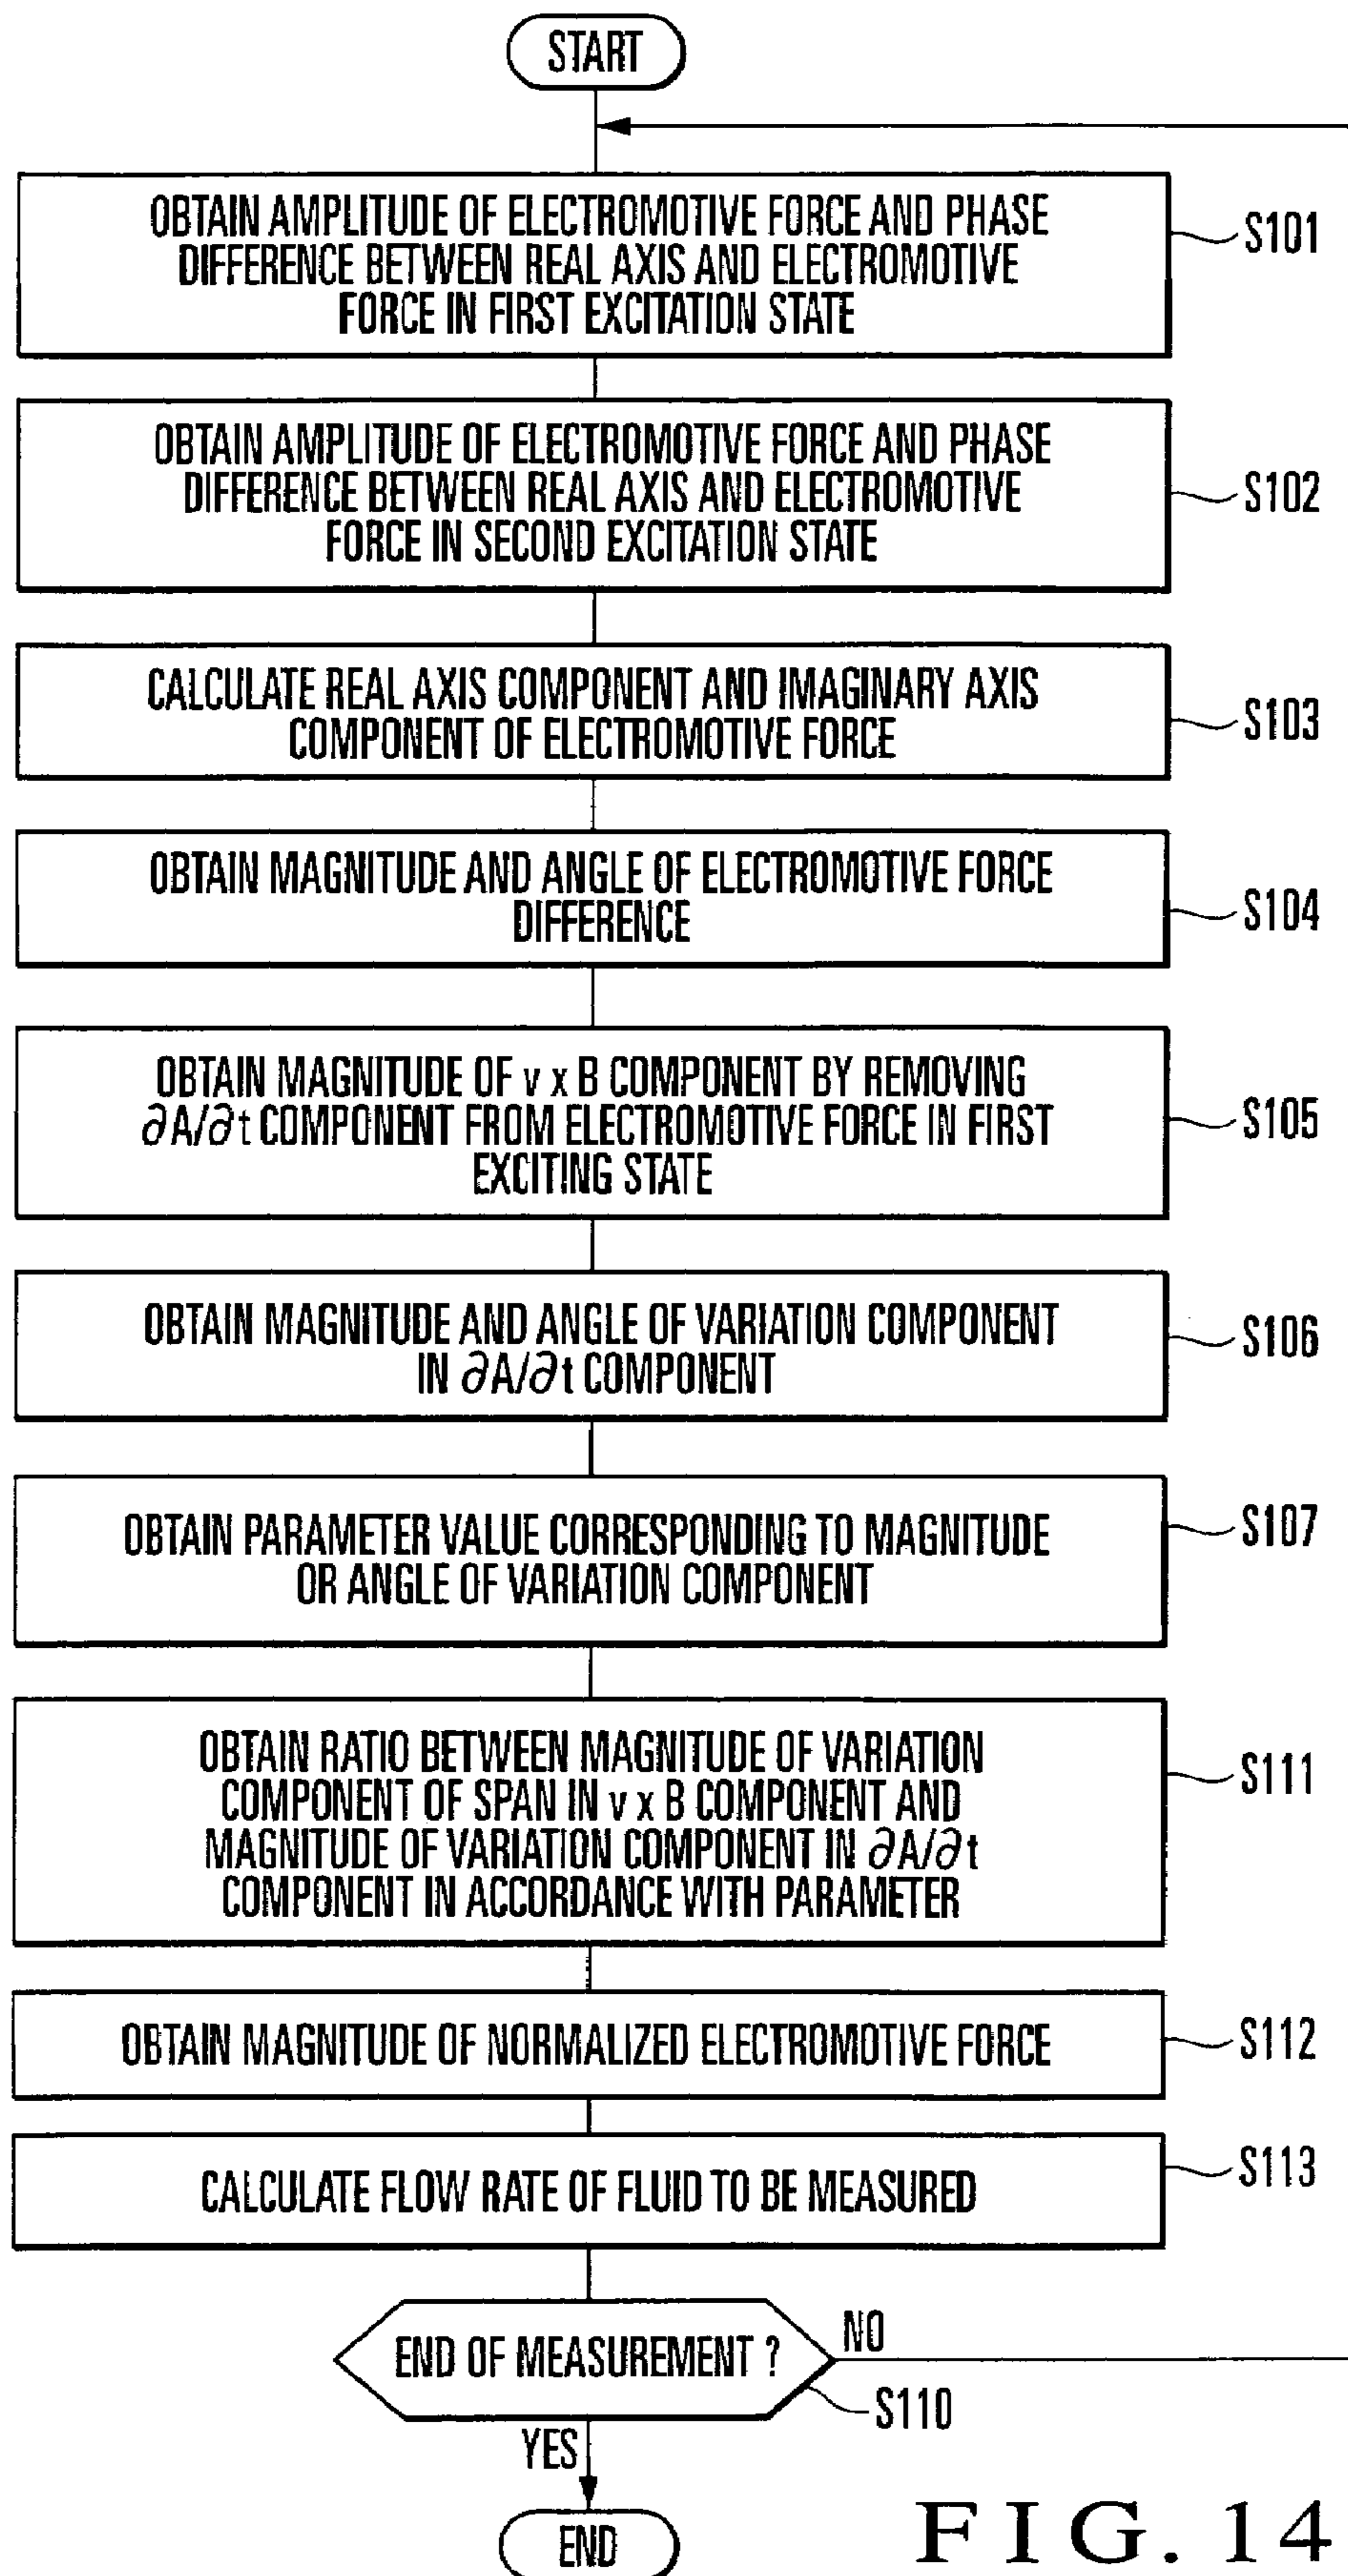 START
OBTAIN AMPLITUDE OF ELECTROMOTIVE FORCE AND PHASE
DIFFERENCE BETWEEN REAL AXIS AND ELECTROMOTIVE
FORCE IN FIRST EXCITATION STATE
S101
OBTAIN AMPLITUDE OF ELECTROMOTIVE FORCE AND PHASE
DIFFERENCE BETWEEN REAL AXIS AND ELECTROMOTIVE
FORCE IN SECOND EXCITATION STATE
S102
CALCULATE REAL AXIS COMPONENT AND IMAGINARY AXIS
COMPONENT OF ELECTROMOTIVE FORCE
S103
OBTAIN MAGNITUDE AND ANGLE OF ELECTROMOTIVE FORCE
DIFFERENCE
S104
OBTAIN MAGNITUDE OF v x B COMPONENT BY REMOVING
∂A/∂t COMPONENT FROM ELECTROMOTIVE FORCE IN FIRST
EXCITING STATE
S105
OBTAIN MAGNITUDE AND ANGLE OF VARIATION COMPONENT
IN ∂A/∂t COMPONENT
S106
OBTAIN PARAMETER VALUE CORRESPONDING TO MAGNITUDE
OR ANGLE OF VARIATION COMPONENT
S107
OBTAIN RATIO BETWEEN MAGNITUDE OF VARIATION
COMPONENT OF SPAN IN v x B COMPONENT AND
MAGNITUDE OF VARIATION COMPONENT IN ∂A/∂t
COMPONENT IN ACCORDANCE WITH PARAMETER
S111
OBTAIN MAGNITUDE OF NORMALIZED ELECTROMOTIVE FORCE
S112
CALCULATE FLOW RATE OF FLUID TO BE MEASURED
S113
END OF MEASUREMENT ?
NO
S110
YES
END
FIG. 14